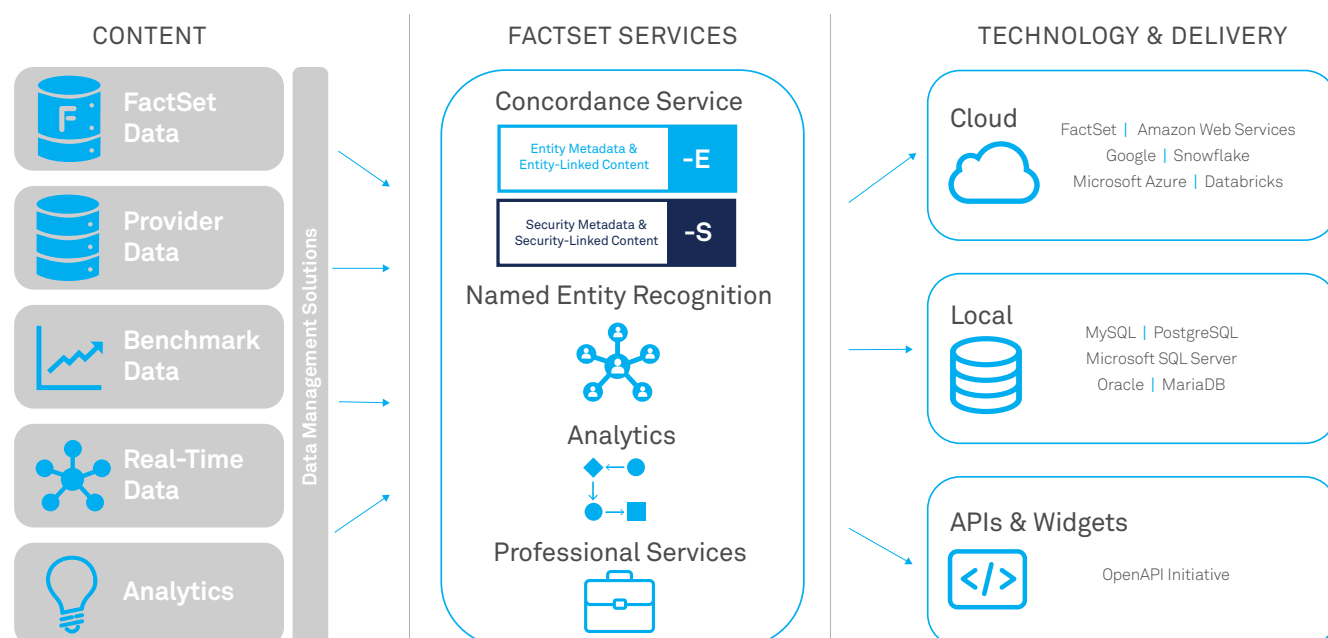 CONTENT
FactSet
Data
Provider
Data
Benchmark
Data
Real-Time
Data
Analytics
Data Management Solutions
FACTSET SERVICES
Concordance Service
Entity Metadata &
Entity-Linked Content
-E
Security Metadata &
Security-Linked Content
-S
Named Entity Recognition
Analytics
Professional Services
TECHNOLOGY & DELIVERY
Cloud
FactSet | Amazon Web Services
Google | Snowflake
Microsoft Azure | Databricks
Local
MySQL | PostgreSQL
Microsoft SQL Server
Oracle | MariaDB
APIs & Widgets
</>
OpenAPI Initiative